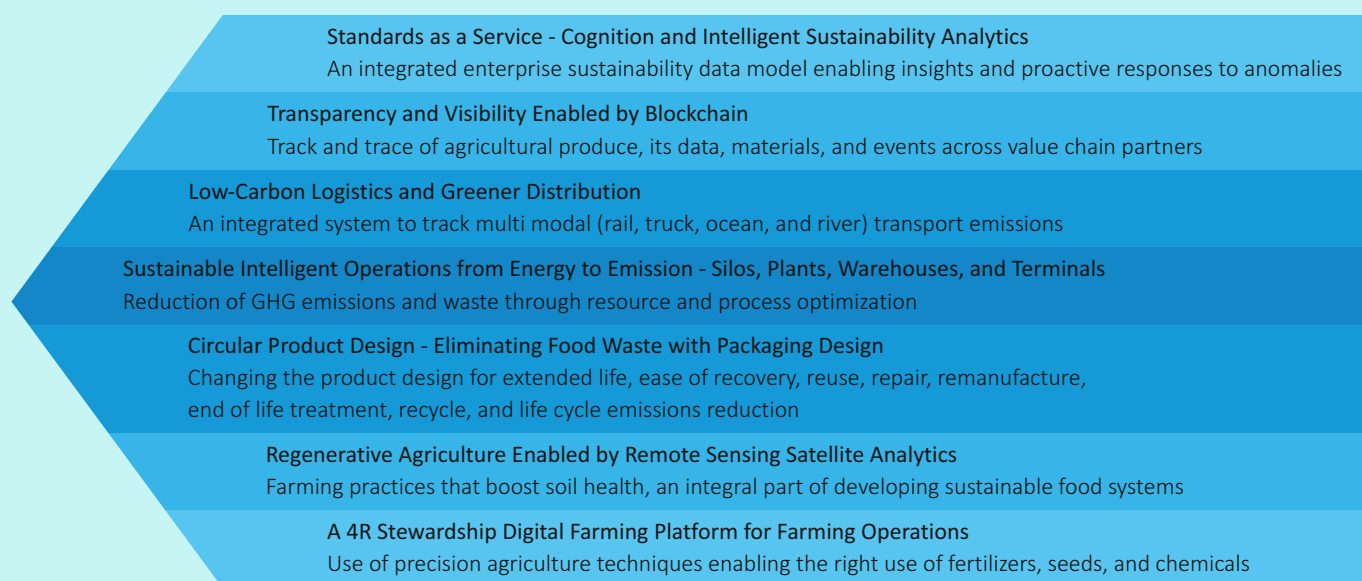 Standards as a Service - Cognition and Intelligent Sustainability Analytics
An integrated enterprise sustainability data model enabling insights and proactive responses to anomalies
Transparency and Visibility Enabled by Blockchain
Track and trace of agricultural produce, its data, materials, and events across value chain partners
Low-Carbon Logistics and Greener Distribution
An integrated system to track multi modal (rail, truck, ocean, and river) transport emissions
Sustainable Intelligent Operations from Energy to Emission - Silos, Plants, Warehouses, and Terminals
Reduction of GHG emissions and waste through resource and process optimization
Circular Product Design - Eliminating Food Waste with Packaging Design
Changing the product design for extended life, ease of recovery, reuse, repair, remanufacture,
end of life treatment, recycle, and life cycle emissions reduction
Regenerative Agriculture Enabled by Remote Sensing Satellite Analytics
Farming practices that boost soil health, an integral part of developing sustainable food systems
A 4R Stewardship Digital Farming Platform for Farming Operations
Use of precision agriculture techniques enabling the right use of fertilizers, seeds, and chemicals